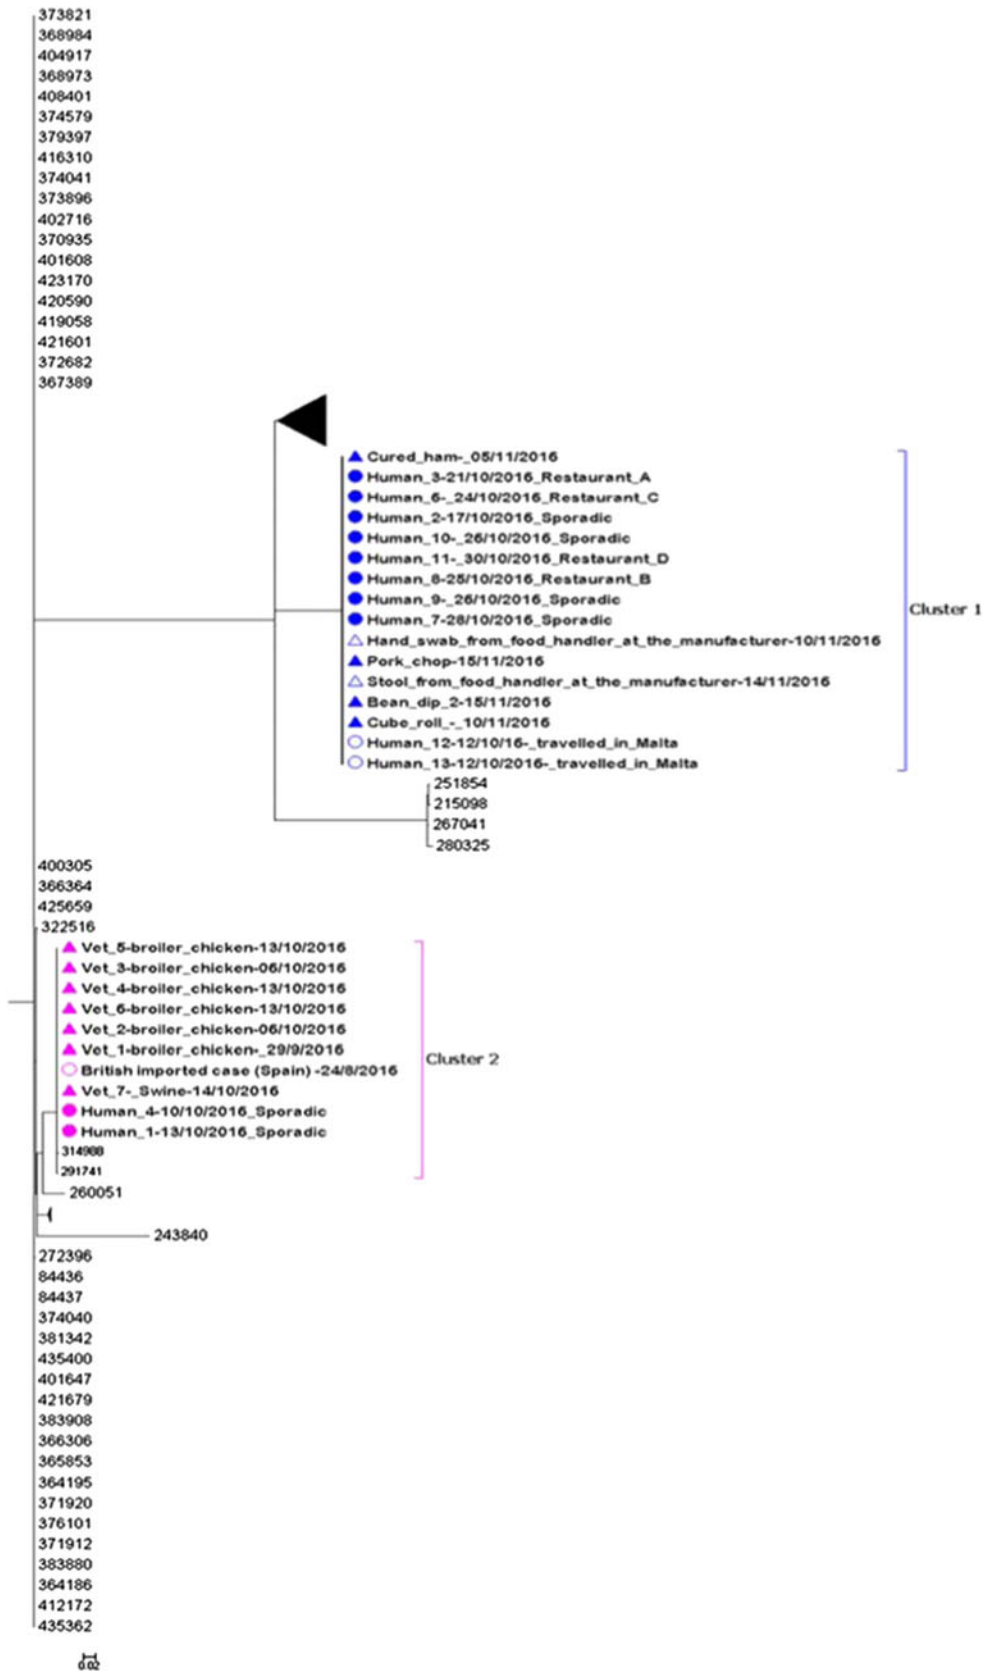 373821
368984
404917
368973
408401
374579
379397
416310
374041
373896
402716
370935
401608
423170
420590
419058
421601
372682
367389
Cured_ham-_05/11/2016
Human_3-21/10/2016_Restaurant_A
Human_6-_24/10/2016_Restaurant_C
Human_2-17/10/2016_Sporadic
Human_10-_26/10/2016_Sporadic
Human_11-_30/10/2016_Restaurant_D
Human_8-25/10/2016_Restaurant_B
Human_9-_26/10/2016_Sporadic
Cluster 1
Human_7-28/10/2016_Sporadic
Hand_swab_from_food_handler_at_the_manufacturer-10/11/2016
Pork_chop-15/11/2016
Stool_from_food_handler_at_the_manufacturer-14/11/2016
Bean_dip_2-15/11/2016
Cube_roll_-_10/11/2016
Human_12-12/10/16-_travelled_in_Malta
Human_13-12/10/2016-_travelled_in_Malta
251854
215098
267041
280325
400305
366364
425659
322516
Vet_5-broiler_chicken-13/10/2016
Vet_3-broiler_chicken-06/10/2016
Vet_4-broiler_chicken-13/10/2016
Vet_6-broiler_chicken-13/10/2016
Vet_2-broiler_chicken-06/10/2016
Vet_1-broiler_chicken-_29/9/2016
Cluster 2
British imported case (Spain) -24/8/2016
Vet_7-_Swine-14/10/2016
Human_4-10/10/2016_Sporadic
Human_1-13/10/2016_Sporadic
314988
291741
260051
243840
272396
84436
84437
374040
381342
435400
401647
421679
383908
366306
365853
364195
371920
376101
371912
383880
364186
412172
435362
0.02